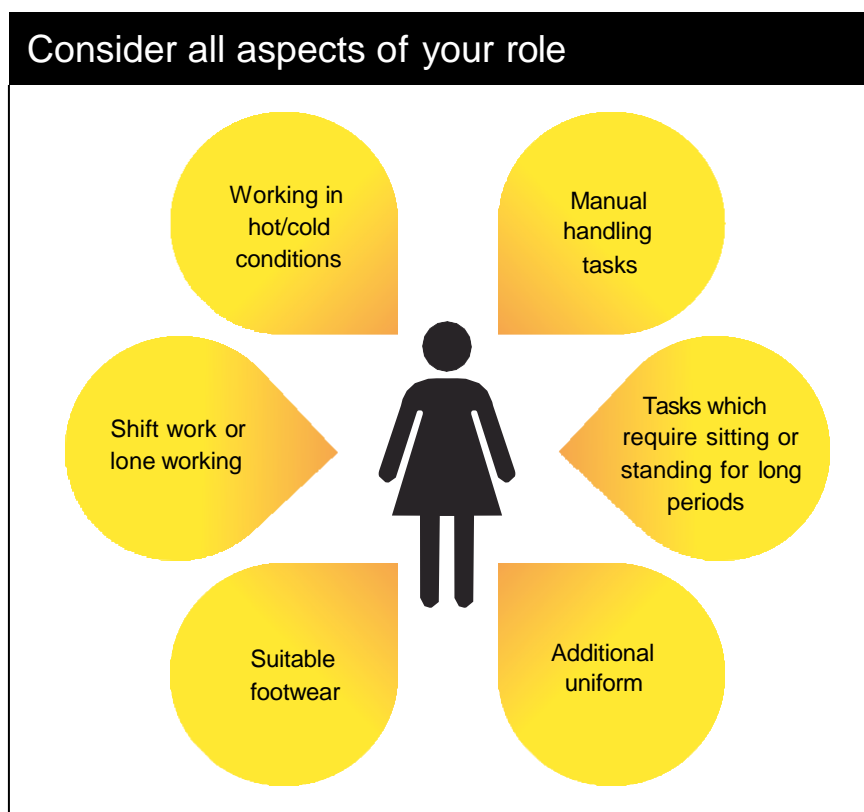 Consider all aspects of your role
Working in
hot/cold
conditions
Manual
handling
tasks
Shift work or
lone working
Tasks which
require sitting or
standing for long
periods
Suitable
footwear
Additional
uniform